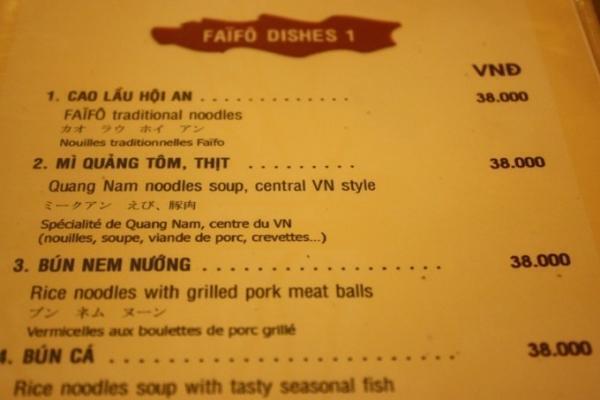 FAÏFÔ DISHES 1
VNĐ
1. CAO LẦU HỘI AN .............. 38.000
FAÏFÔ traditional noodles
カオ ラウ ホイ アン
Nouilles traditionnelles Faïfo
2. MÌ QUẢNG TÔM, THỊT ......... 38.000
Quang Nam noodles soup, central VN style
ミークアン えび、豚肉
Spécialité de Quang Nam, centre du VN
(nouilles, soupe, viande de porc, crevettes...)
3. BÚN NEM NƯỚNG .................. 38.000
Rice noodles with grilled pork meat balls
ブン ネム ヌーン
Vermicelles aux boulettes de porc grillé
4. BÚN CÁ ........................ 38.000
Rice noodles soup with tasty seasonal fish